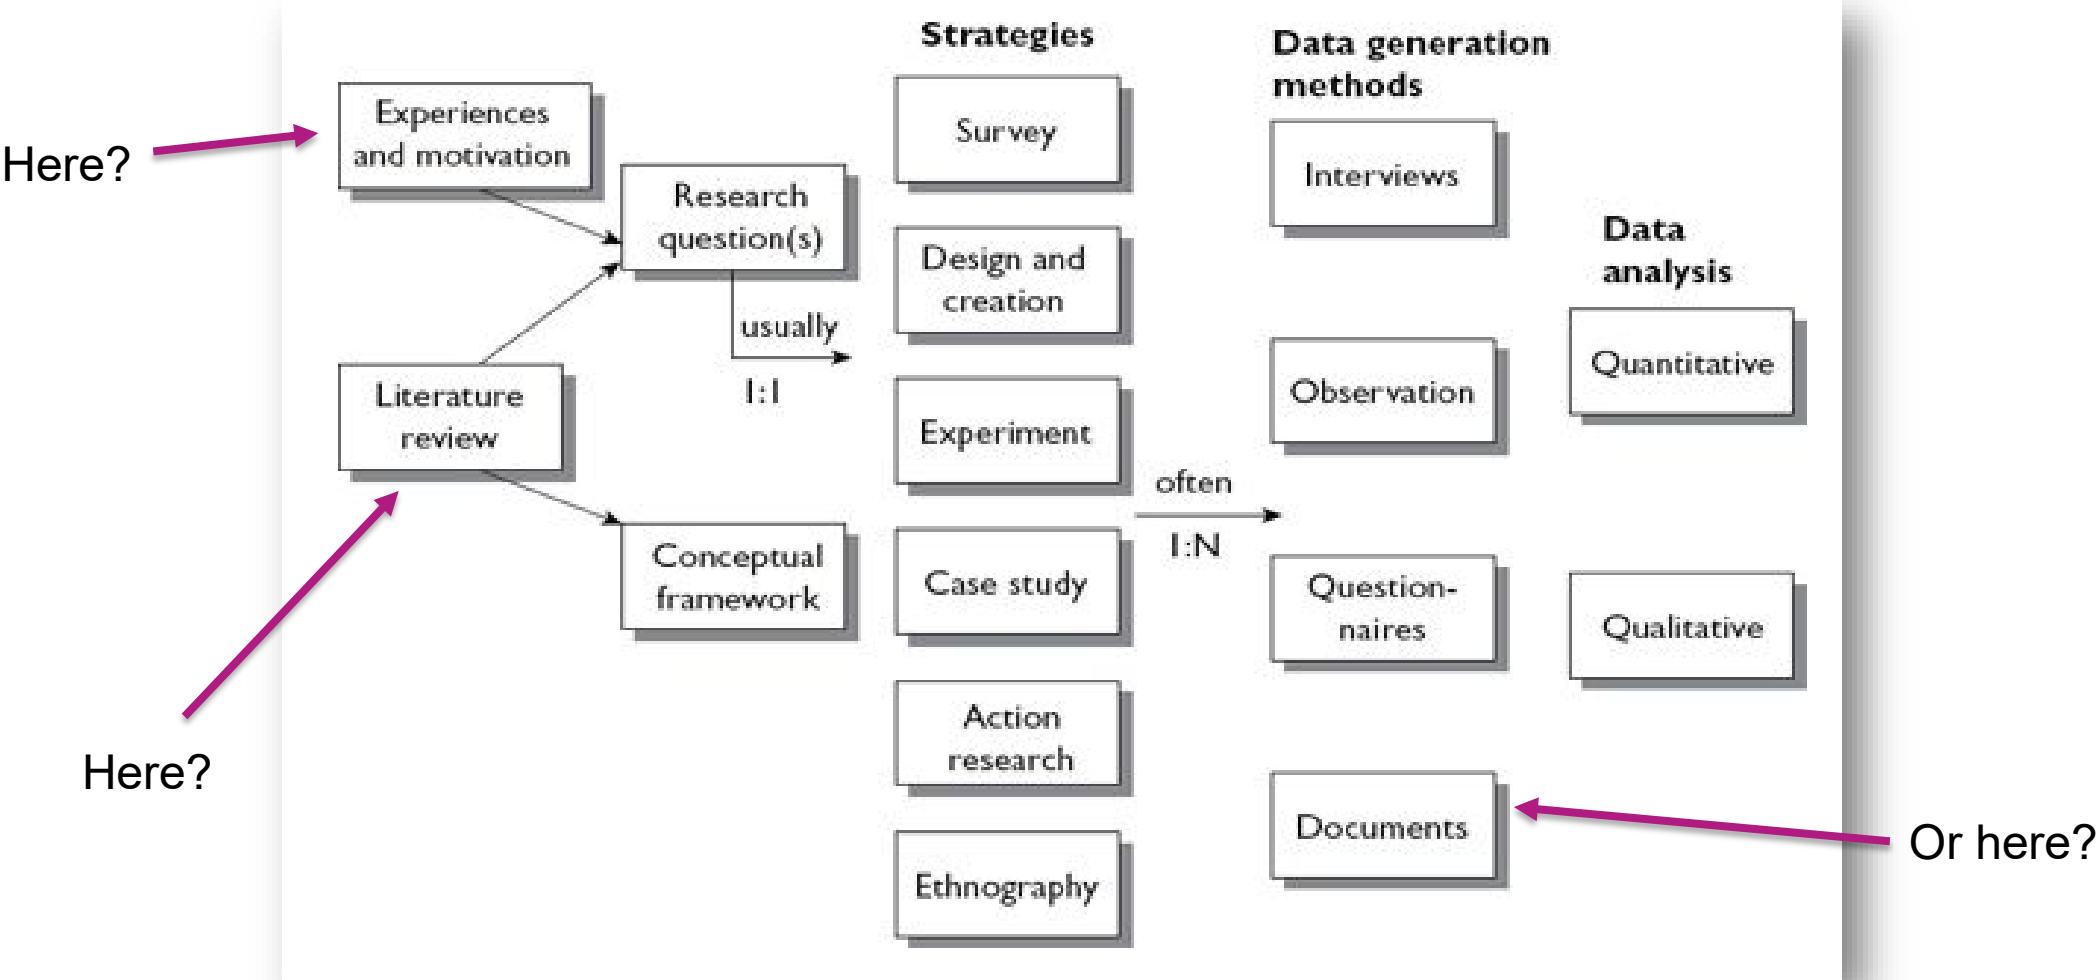 Here?
Experiences
and motivation
Literature
review
Here?
Research
question(s)
usually
1:1
Conceptual
framework
Strategies
Survey
Design and
creation
Experiment
Case study
Action
research
Ethnography
often
1:N
Data generation
methods
Interviews
Observation
Question-
naires
Documents
Data
analysis
Quantitative
Qualitative
Or here?